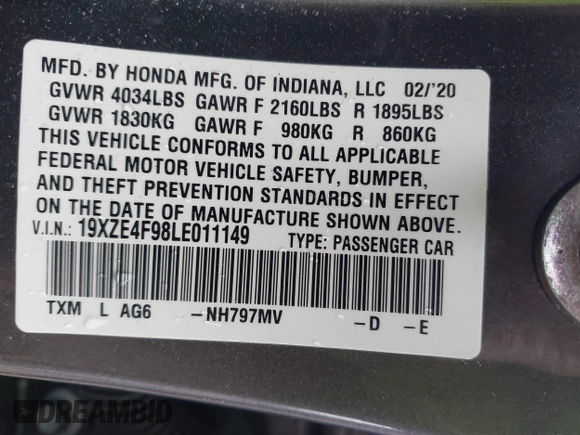 MFD. BY HONDA MFG. OF INDIANA, LLC 02/'20
GVWR 4034LBS GAWR F 2160LBS R 1895LBS
GVWR 1830KG GAWR F 980KG R 860KG
THIS VEHICLE CONFORMS TO ALL APPLICABLE
FEDERAL MOTOR VEHICLE SAFETY, BUMPER,
AND THEFT PREVENTION STANDARDS IN EFFECT
ON THE DATE OF MANUFACTURE SHOWN ABOVE.
V.I.N.: 19XZE4F98LE011149 TYPE: PASSENGER CAR
TXM L AG6 -NH797MV -D -E
DREAMBID